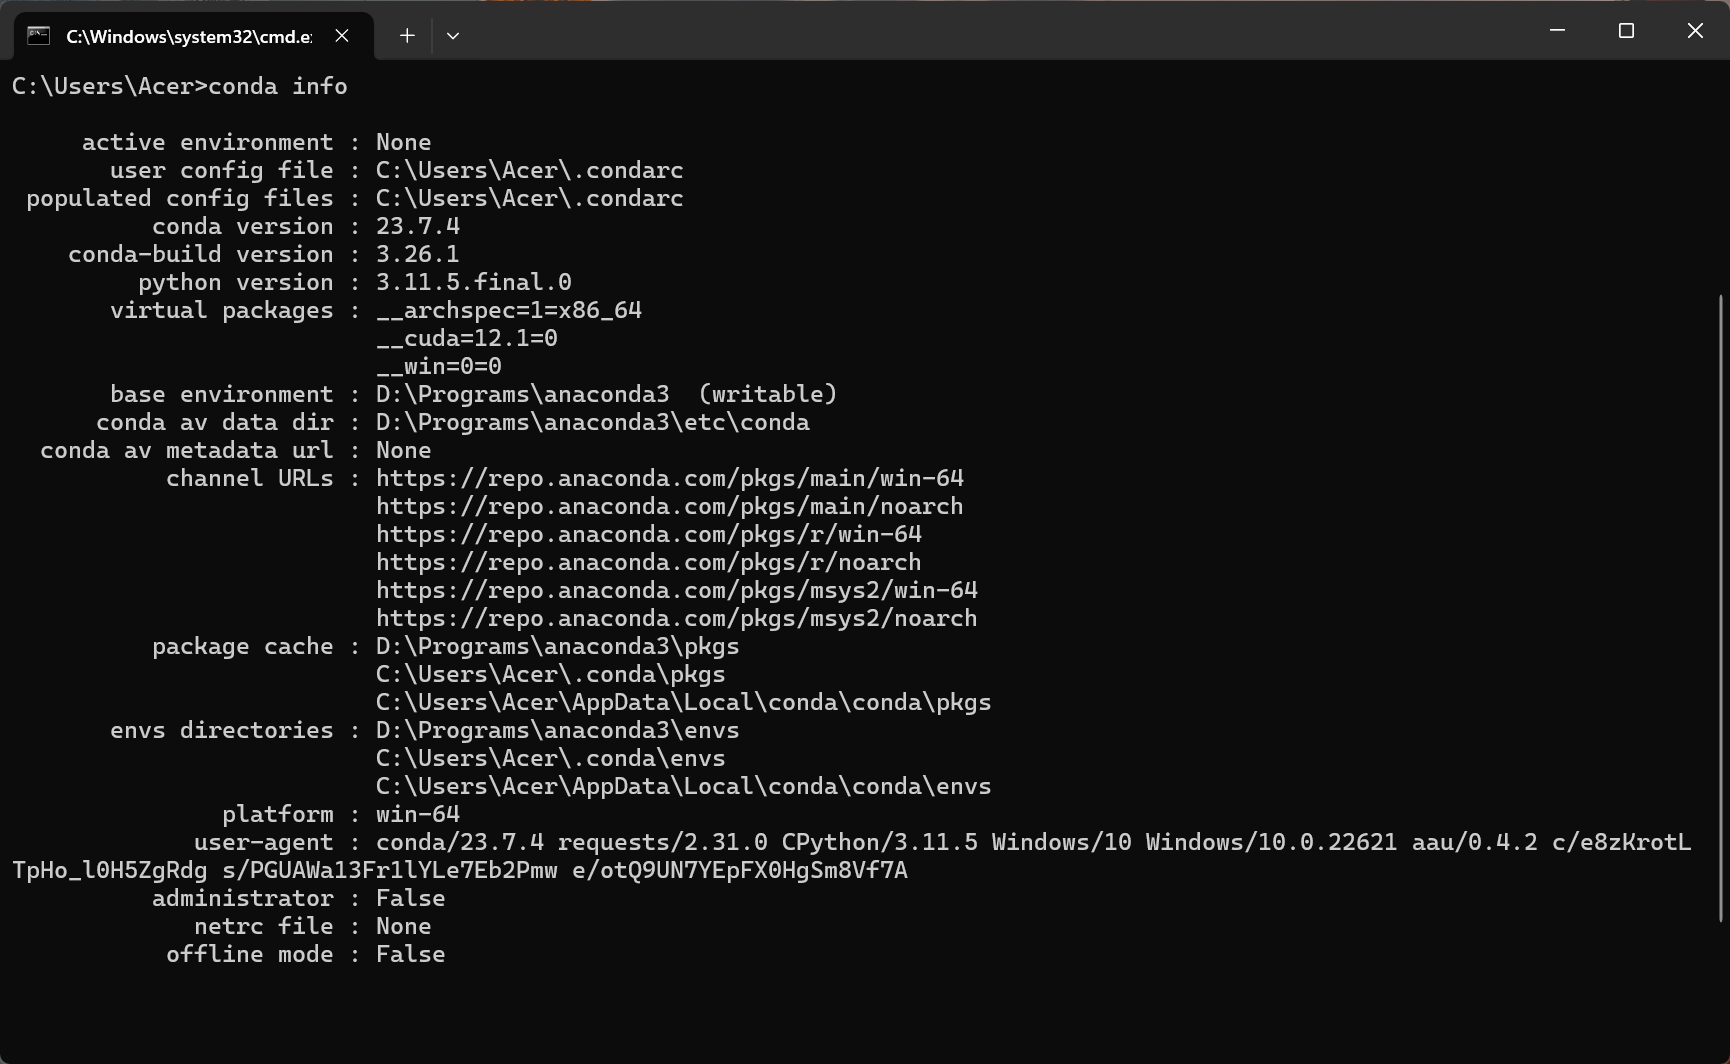 C:\Windows\system32\cmd.e
C:\Users\Acer>conda info
active environment : None
user config file : C:\Users\Acer\.condarc
populated config files : C:\Users\Acer\.condarc
conda version : 23.7.4
conda-build version : 3.26.1
python version : 3.11.5.final.0
virtual packages : __archspec=1=x86_64
__cuda=12.1=0
__win=0=0
base environment : D:\Programs\anaconda3  (writable)
conda av data dir : D:\Programs\anaconda3\etc\conda
conda av metadata url : None
channel URLs : https://repo.anaconda.com/pkgs/main/win-64
https://repo.anaconda.com/pkgs/main/noarch
https://repo.anaconda.com/pkgs/r/win-64
https://repo.anaconda.com/pkgs/r/noarch
https://repo.anaconda.com/pkgs/msys2/win-64
https://repo.anaconda.com/pkgs/msys2/noarch
package cache : D:\Programs\anaconda3\pkgs
C:\Users\Acer\.conda\pkgs
C:\Users\Acer\AppData\Local\conda\conda\pkgs
envs directories : D:\Programs\anaconda3\envs
C:\Users\Acer\.conda\envs
C:\Users\Acer\AppData\Local\conda\conda\envs
platform : win-64
user-agent : conda/23.7.4 requests/2.31.0 CPython/3.11.5 Windows/10 Windows/10.0.22621 aau/0.4.2 c/e8zKrotL
TpHo_l0H5ZgRdg s/PGUAWa13Fr1lYLe7Eb2Pmw e/otQ9UN7YEpFX0HgSm8Vf7A
administrator : False
netrc file : None
offline mode : False